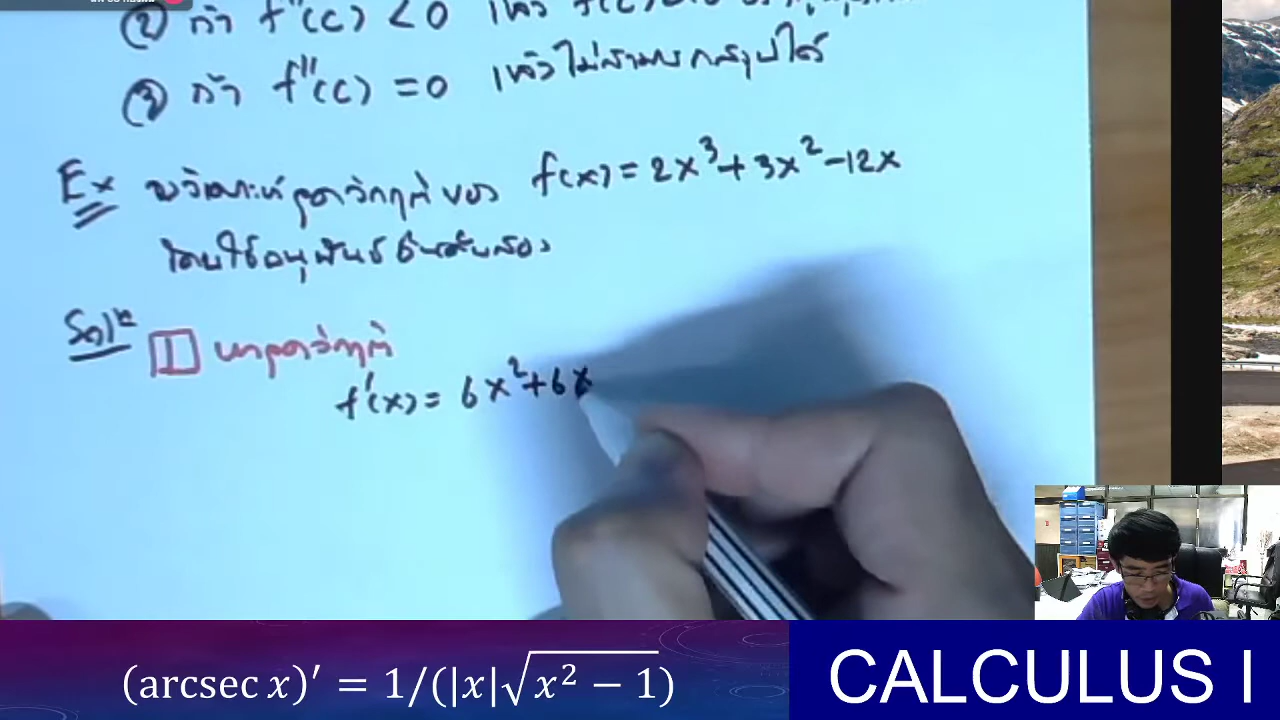 ② ถ้า f''(c) < 0 แล้ว f(c)
③ ถ้า f''(c) = 0 แล้วไม่สามารถสรุปได้
Ex จงวิเคราะห์จุดวิกฤติของ f(x) = 2x³+3x²-12x
โดยใช้อนุพันธ์อันดับสอง
Solⁿ 1 หาจุดวิกฤติ
f'(x) = 6x²+6x
(arcsec x)′ = 1/(|x|√(x² − 1))
CALCULUS I